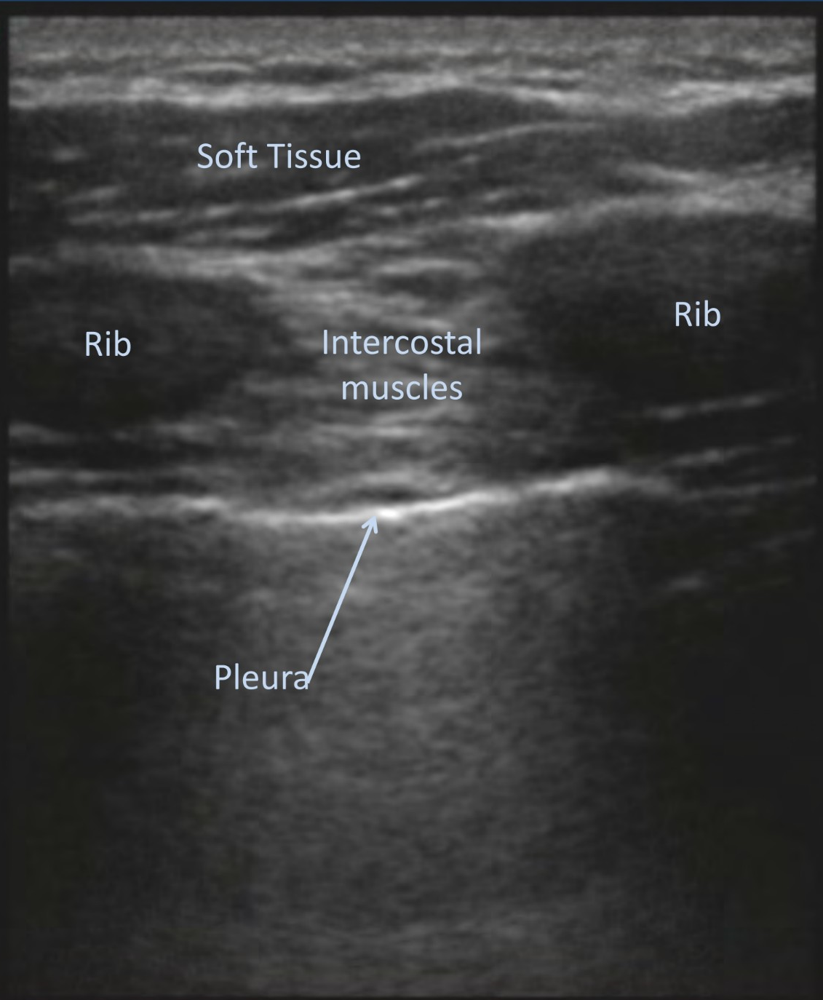 Soft Tissue
Rib
Rib
Intercostal
muscles
Pleura